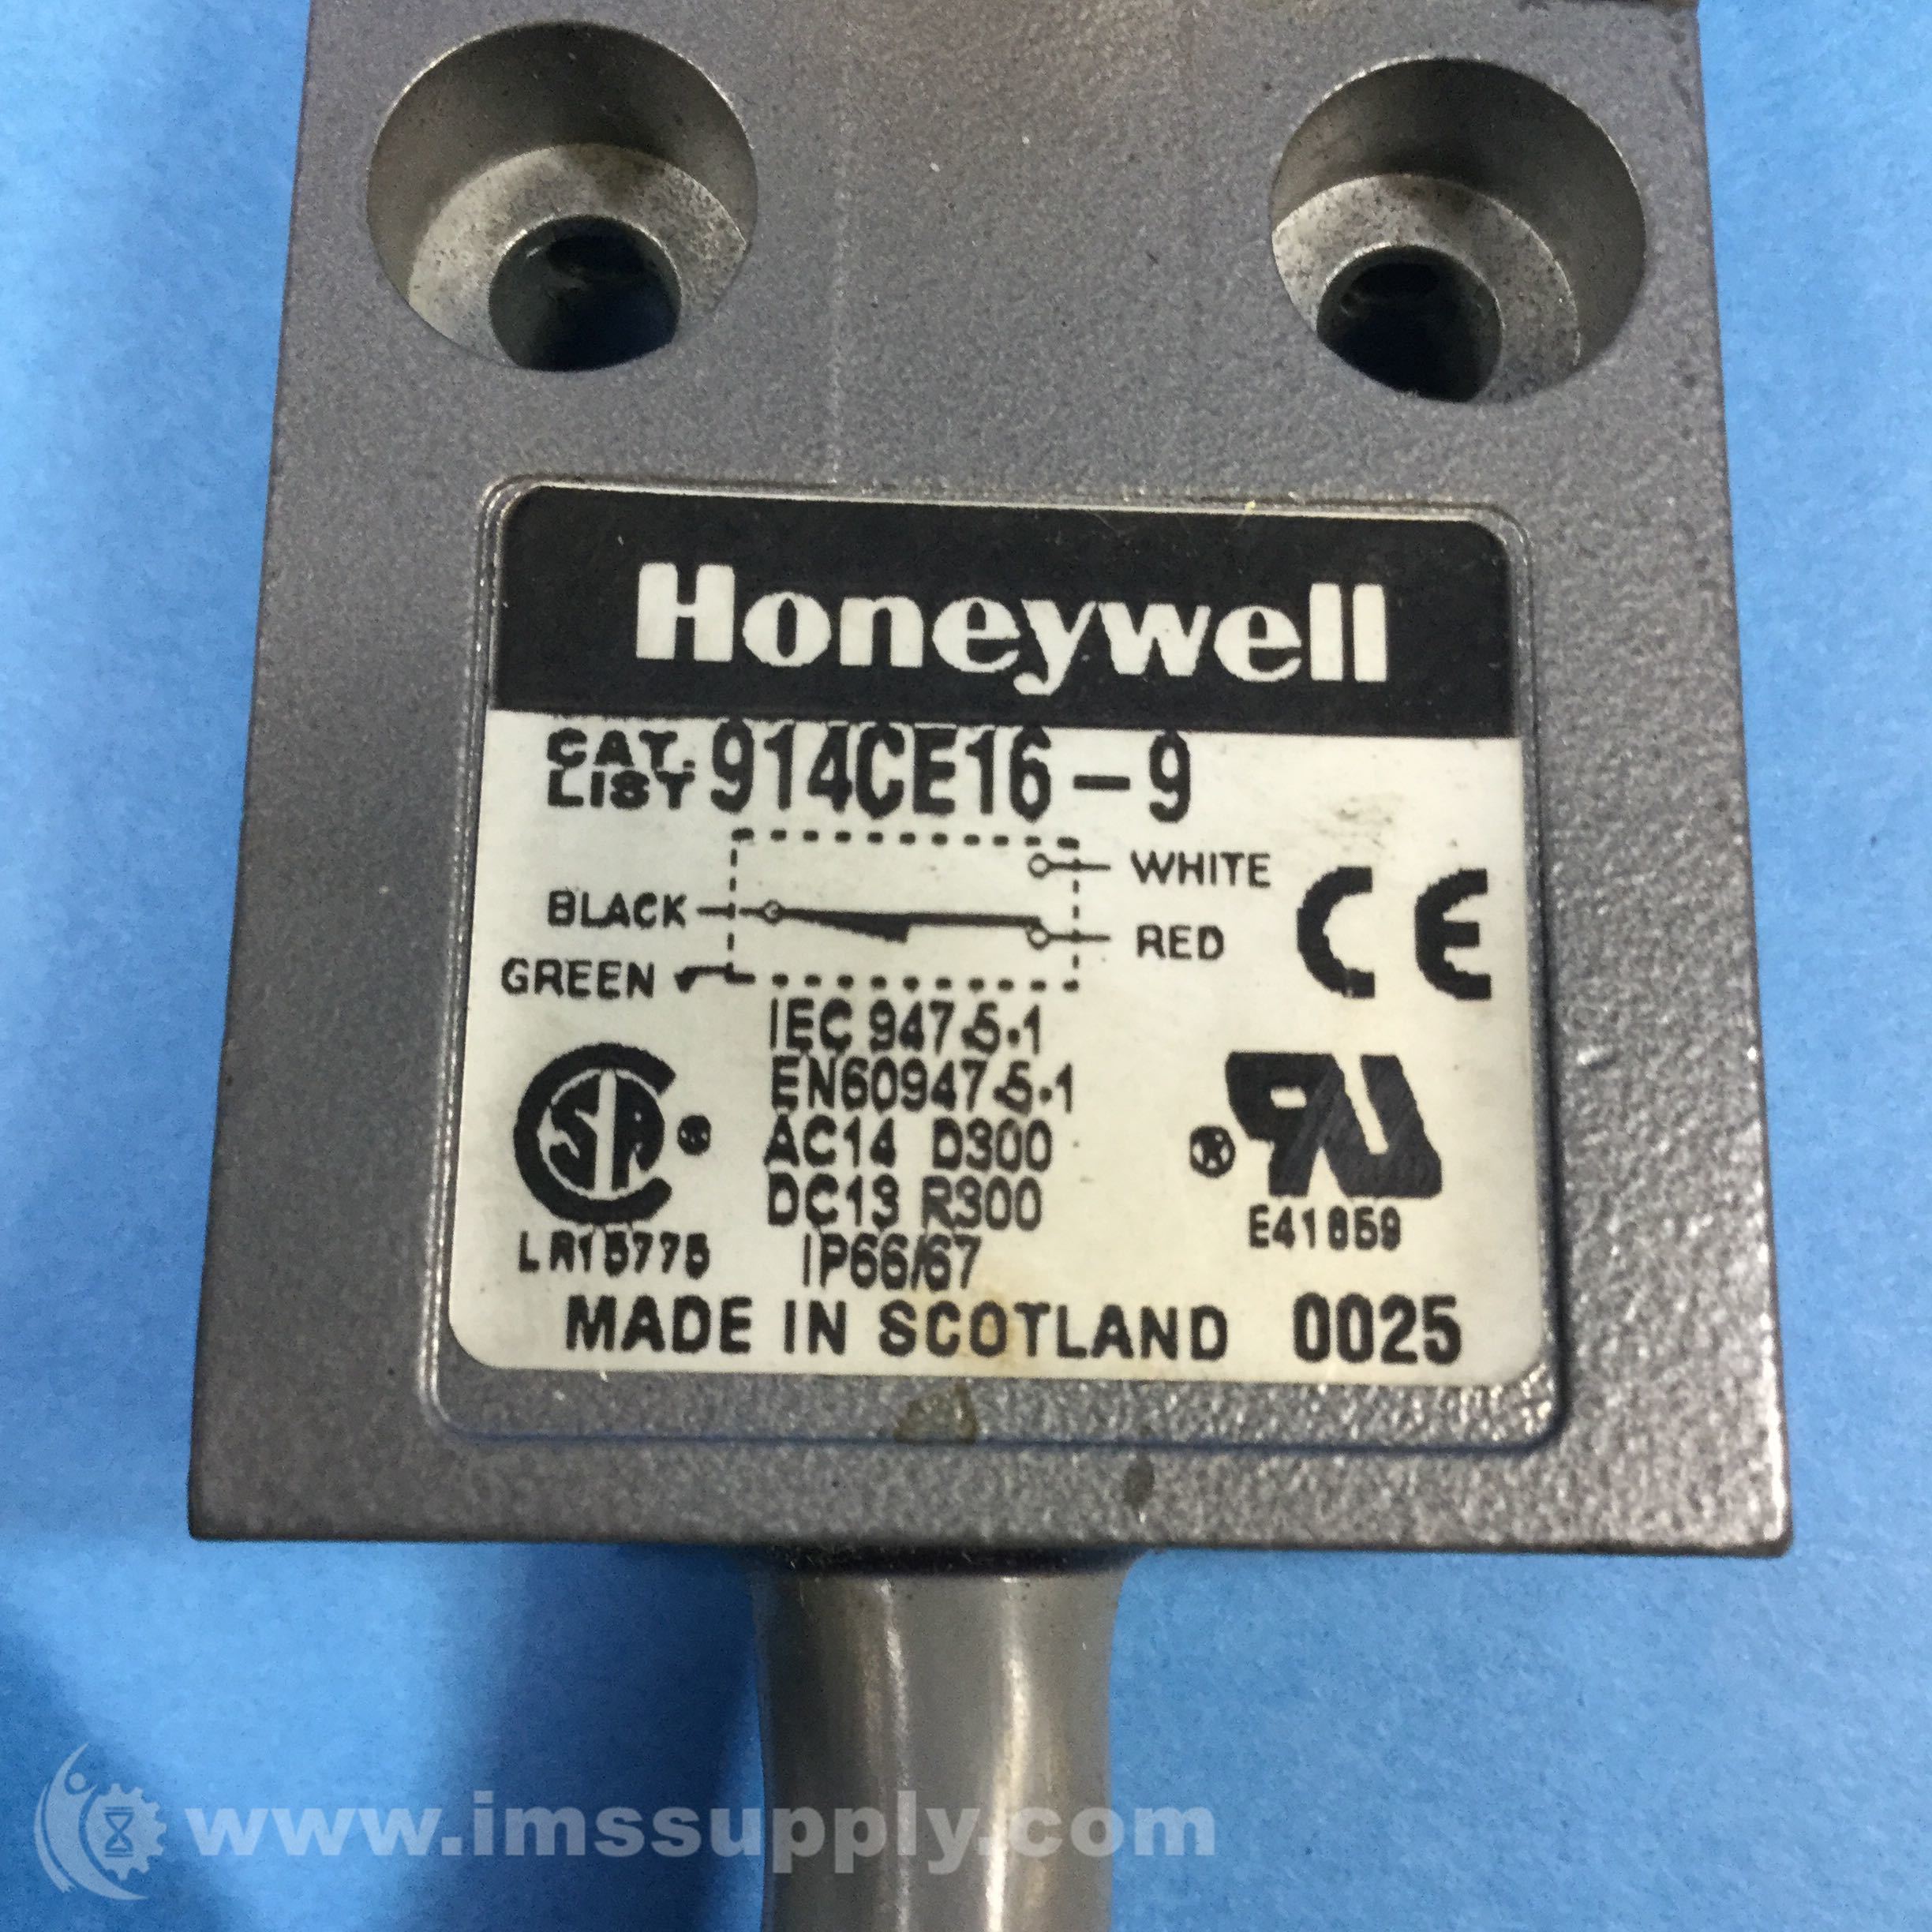 Honeywell
CAT. LIST 914CE16-9
WHITE
BLACK
RED
GREEN
CE
IEC 947-5-1
EN60947-5-1
AC14 D300
DC13 R300
IP66/67
LR15775
E41859
MADE IN SCOTLAND 0025
www.imssupply.com